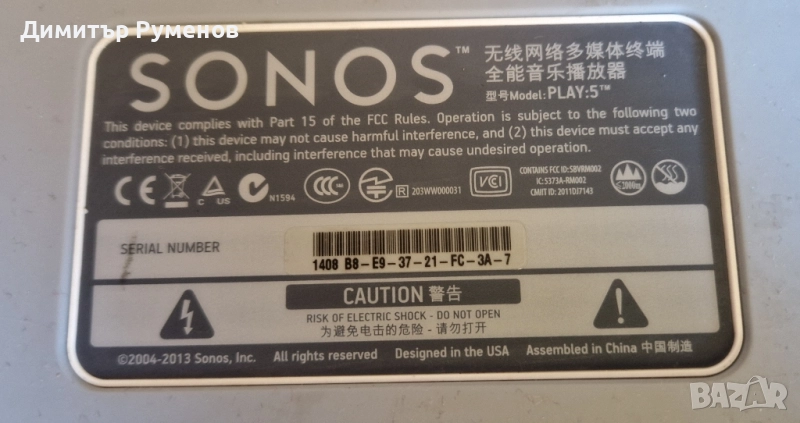 Димитър Руменов
SONOS™
无线网络多媒体终端
全能音乐播放器
型号Model: PLAY:5™
This device complies with Part 15 of the FCC Rules. Operation is subject to the following two
conditions: (1) this device may not cause harmful interference, and (2) this device must accept any
interference received, including interference that may cause undesired operation.
CE
C US
N1594
CCC
R 203WW000031
VCCI
CONTAINS FCC ID: SBVRM002
IC: 5373A-RM002
CMIIT ID: 2011DJ7143
≤2000m
SERIAL NUMBER
1408 B8-E9-37-21-FC-3A-7
CAUTION 警告
RISK OF ELECTRIC SHOCK - DO NOT OPEN
为避免电击的危险 - 请勿打开
©2004-2013 Sonos, Inc. All rights reserved Designed in the USA Assembled in China 中国制造
BAZAR